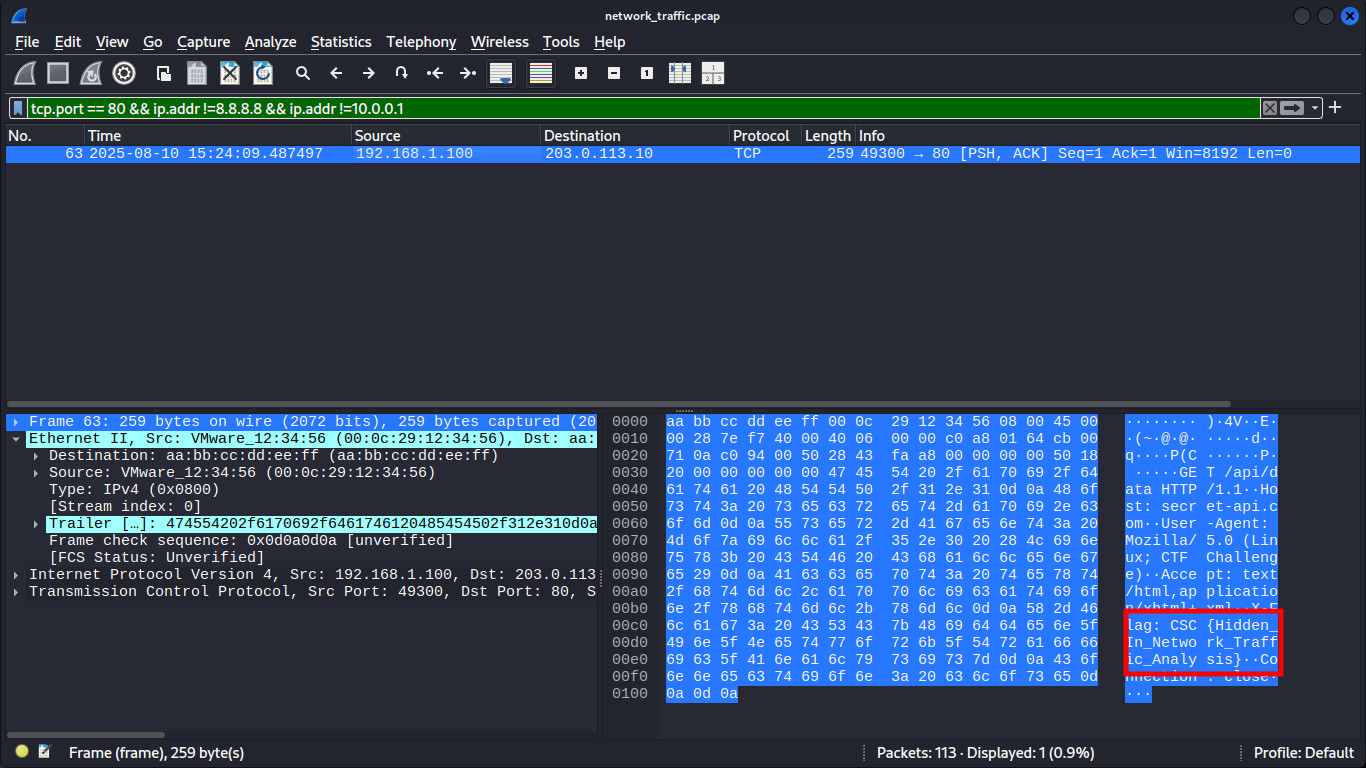 network_traffic.pcap
File Edit View Go Capture Analyze Statistics Telephony Wireless Tools Help
tcp.port == 80 && ip.addr !=8.8.8.8 && ip.addr !=10.0.0.1
No. Time Source Destination Protocol Length Info
63 2025-08-10 15:24:09.487497 192.168.1.100 203.0.113.10 TCP 259 49300 → 80 [PSH, ACK] Seq=1 Ack=1 Win=8192 Len=0
Frame 63: 259 bytes on wire (2072 bits), 259 bytes captured (20
Ethernet II, Src: VMware_12:34:56 (00:0c:29:12:34:56), Dst: aa:
Destination: aa:bb:cc:dd:ee:ff (aa:bb:cc:dd:ee:ff)
Source: VMware_12:34:56 (00:0c:29:12:34:56)
Type: IPv4 (0x0800)
[Stream index: 0]
Trailer […]: 474554202f6170692f6461746120485454502f312e310d0a
Frame check sequence: 0x0d0a0d0a [unverified]
[FCS Status: Unverified]
Internet Protocol Version 4, Src: 192.168.1.100, Dst: 203.0.113
Transmission Control Protocol, Src Port: 49300, Dst Port: 80, S
0000 aa bb cc dd ee ff 00 0c 29 12 34 56 08 00 45 00 ········ )·4V··E·
0010 00 28 7e f7 40 00 40 06 00 00 c0 a8 01 64 cb 00 ·(~·@·@· ·····d··
0020 71 0a c0 94 00 50 28 43 fa a8 00 00 00 00 50 18 q····P(C ······P·
0030 20 00 00 00 00 00 47 45 54 20 2f 61 70 69 2f 64  ·····GE T /api/d
0040 61 74 61 20 48 54 54 50 2f 31 2e 31 0d 0a 48 6f ata HTTP /1.1··Ho
0050 73 74 3a 20 73 65 63 72 65 74 2d 61 70 69 2e 63 st: secr et-api.c
0060 6f 6d 0d 0a 55 73 65 72 2d 41 67 65 6e 74 3a 20 om··User -Agent:
0070 4d 6f 7a 69 6c 6c 61 2f 35 2e 30 20 28 4c 69 6e Mozilla/ 5.0 (Lin
0080 75 78 3b 20 43 54 46 20 43 68 61 6c 6c 65 6e 67 ux; CTF  Challeng
0090 65 29 0d 0a 41 63 63 65 70 74 3a 20 74 65 78 74 e)··Acce pt: text
00a0 2f 68 74 6d 6c 2c 61 70 70 6c 69 63 61 74 69 6f /html,ap plicatio
00b0 6e 2f 78 68 74 6d 6c 2b 78 6d 6c 0d 0a 58 2d 46 n/xhtml+ xml··X-F
00c0 6c 61 67 3a 20 43 53 43 7b 48 69 64 64 65 6e 5f lag: CSC {Hidden_
00d0 49 6e 5f 4e 65 74 77 6f 72 6b 5f 54 72 61 66 66 In_Netwo rk_Traff
00e0 69 63 5f 41 6e 61 6c 79 73 69 73 7d 0d 0a 43 6f ic_Analy sis}··Co
00f0 6e 6e 65 63 74 69 6f 6e 3a 20 63 6c 6f 73 65 0d nnection : close·
0100 0a 0d 0a ···
Frame (frame), 259 byte(s) Packets: 113 · Displayed: 1 (0.9%) Profile: Default